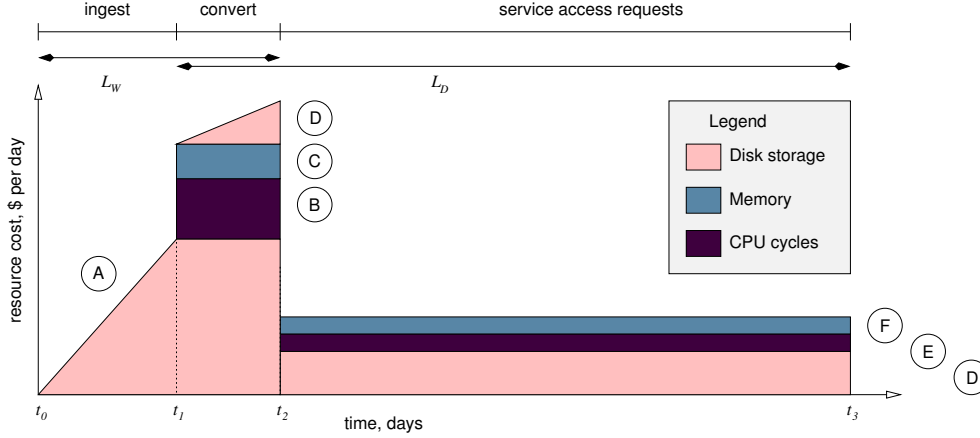 ingest convert service access requests
L_W L_D
D
C
B
A
Legend
Disk storage
Memory
CPU cycles
resource cost, $ per day
F
E
D
t_0 t_1 t_2 t_3
time, days